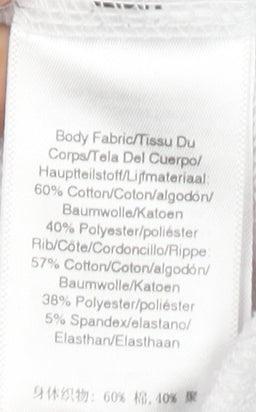 Body Fabric/Tissu Du
Corps/Tela Del Cuerpo/
Hauptteilstoff/Lijfmateriaal:
60% Cotton/Coton/algodón/
Baumwolle/Katoen
40% Polyester/poliéster
Rib/Côte/Cordoncillo/Rippe:
57% Cotton/Coton/algodón/
Baumwolle/Katoen
38% Polyester/poliéster
5% Spandex/elastano/
Elasthan/Elasthaan
身体织物: 60% 棉,40% 聚